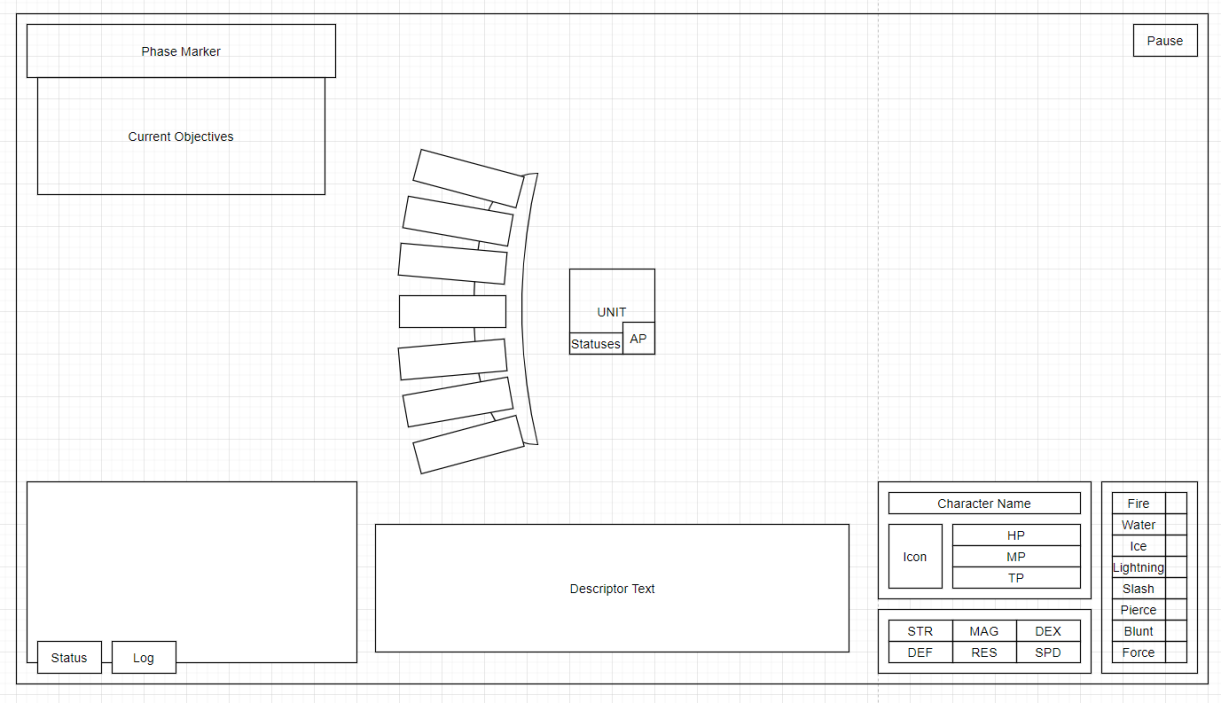 Phase Marker
Pause
Current Objectives
UNIT
Statuses
AP
Character Name
Icon
HP
MP
TP
Fire
Water
Ice
Lightning
Slash
Pierce
Blunt
Force
Descriptor Text
STR MAG DEX
DEF RES SPD
Status
Log